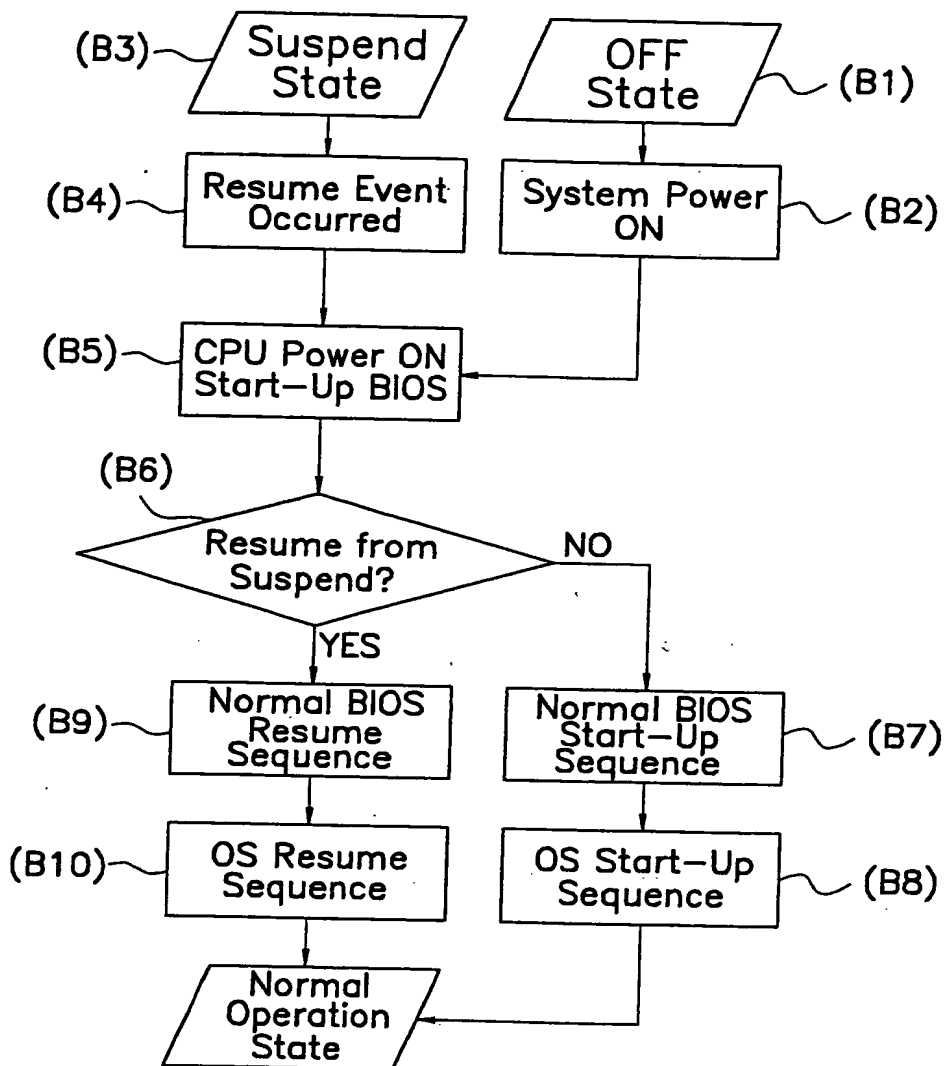 (B3)
Suspend
State
OFF
State
(B1)
(B4)
Resume Event
Occurred
System Power
ON
(B2)
(B5)
CPU Power ON
Start-Up BIOS
(B6)
Resume from
Suspend?
NO
YES
(B9)
Normal BIOS
Resume
Sequence
Normal BIOS
Start-Up
Sequence
(B7)
(B10)
OS Resume
Sequence
OS Start-Up
Sequence
(B8)
Normal
Operation
State